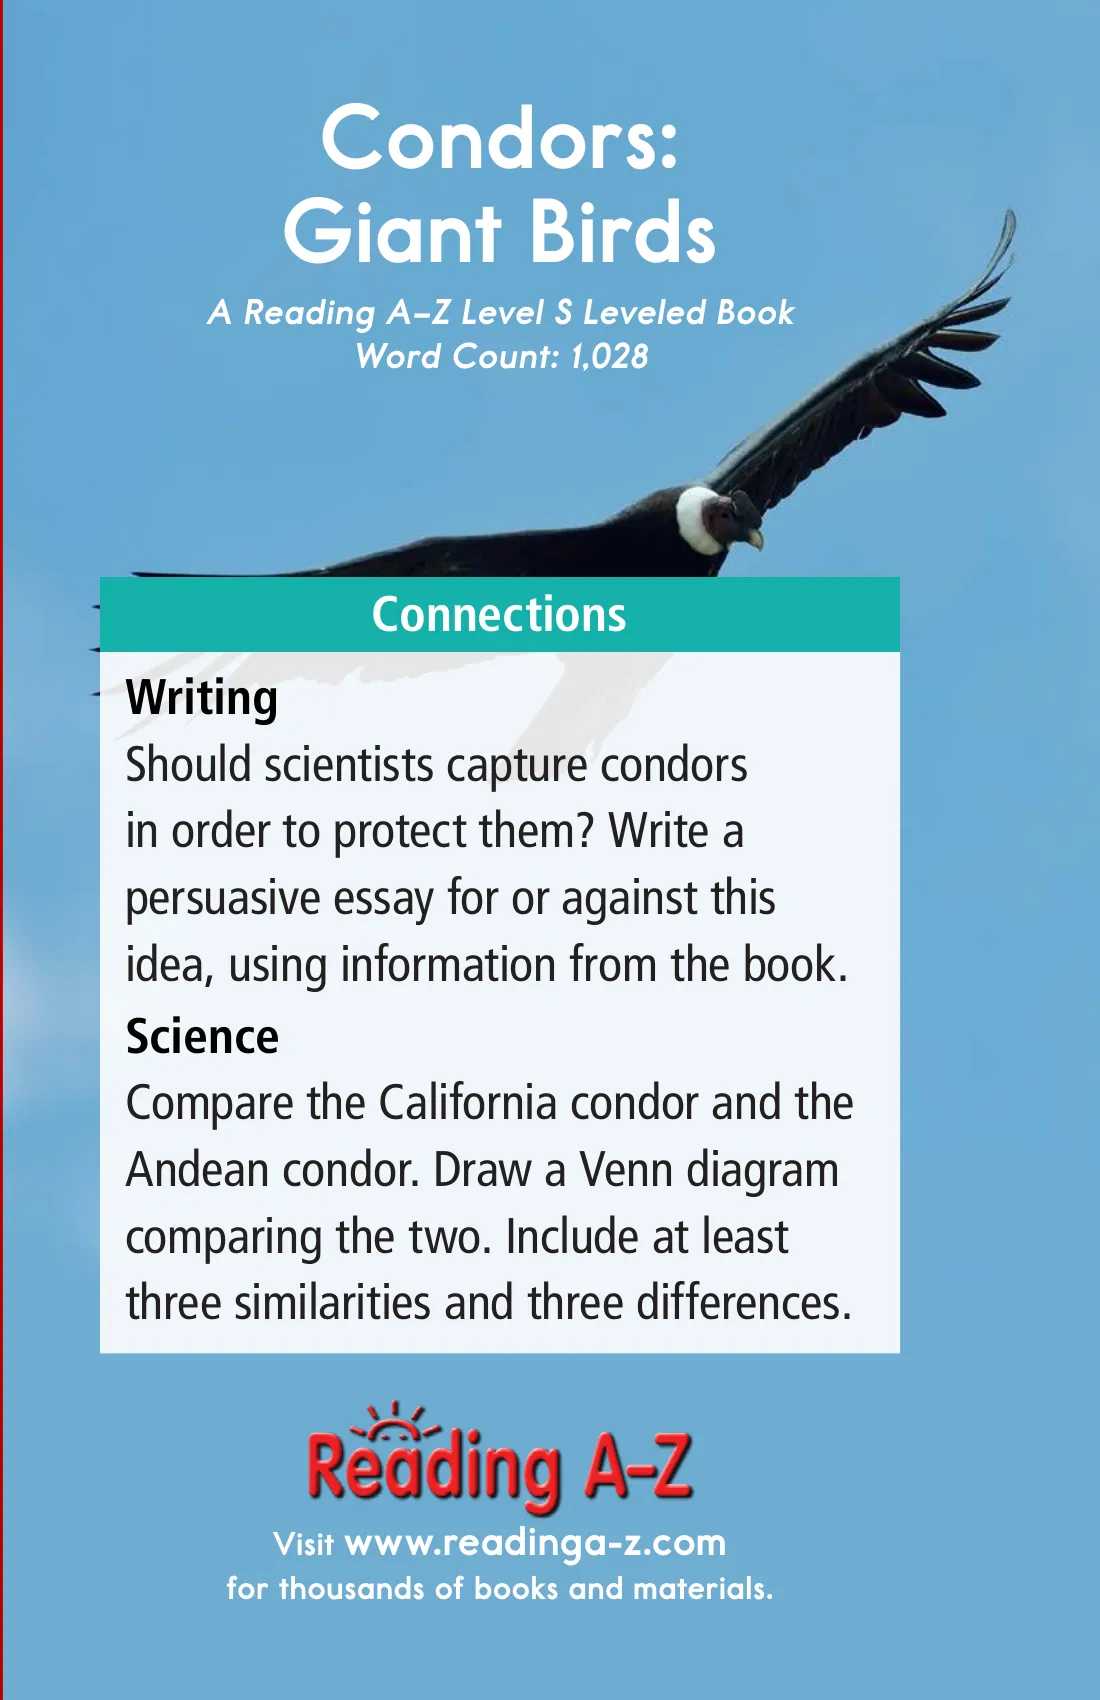 Condors:
Giant Birds
A Reading A–Z Level S Leveled Book
Word Count: 1,028
Connections
Writing
Should scientists capture condors
in order to protect them? Write a
persuasive essay for or against this
idea, using information from the book.
Science
Compare the California condor and the
Andean condor. Draw a Venn diagram
comparing the two. Include at least
three similarities and three differences.
Reading A–Z
Visit www.readinga-z.com
for thousands of books and materials.